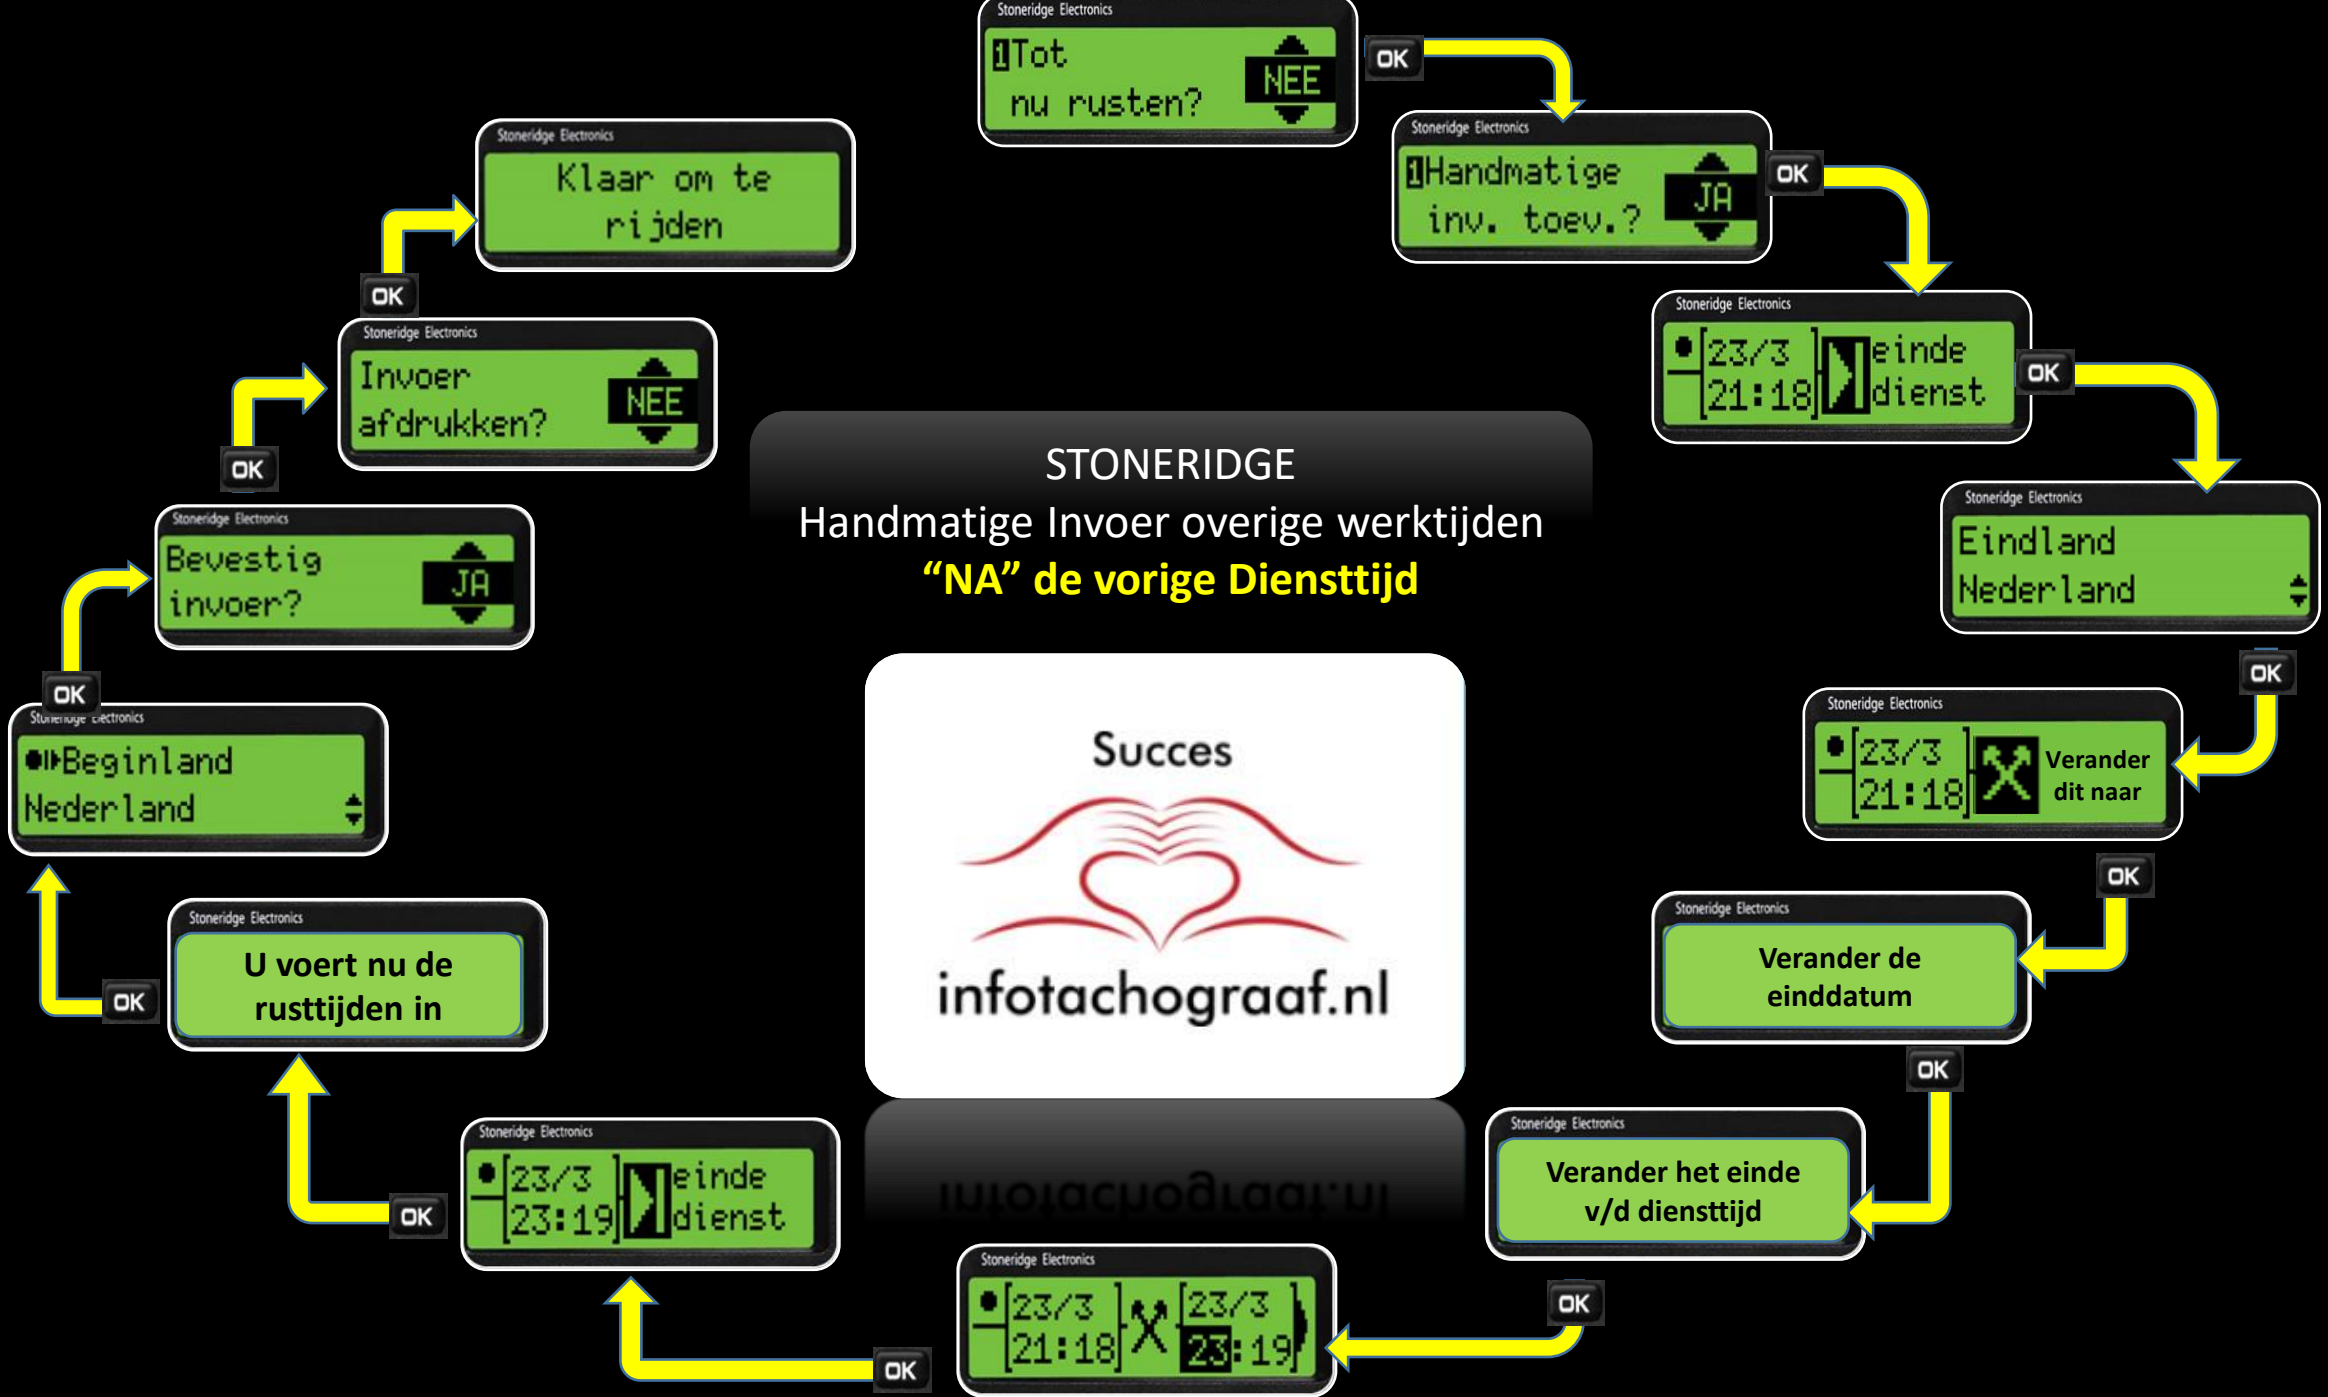 Stoneridge Electronics
1Tot
nu rusten?
NEE
OK
Stoneridge Electronics
1Handmatige
inv. toev.?
JA
OK
Stoneridge Electronics
23/3
21:18
einde
dienst
OK
Stoneridge Electronics
Eindland
Nederland
OK
Stoneridge Electronics
23/3
21:18
Verander
dit naar
OK
Stoneridge Electronics
Verander de
einddatum
OK
Stoneridge Electronics
Verander het einde
v/d diensttijd
OK
Stoneridge Electronics
23/3
21:18
23/3
23:19
OK
Stoneridge Electronics
23/3
23:19
einde
dienst
OK
Stoneridge Electronics
U voert nu de
rusttijden in
OK
Stoneridge Electronics
Beginland
Nederland
OK
Stoneridge Electronics
Bevestig
invoer?
JA
OK
Stoneridge Electronics
Invoer
afdrukken?
NEE
OK
Stoneridge Electronics
Klaar om te
rijden
STONERIDGE
Handmatige Invoer overige werktijden
“NA” de vorige Diensttijd
Succes
infotachograaf.nl